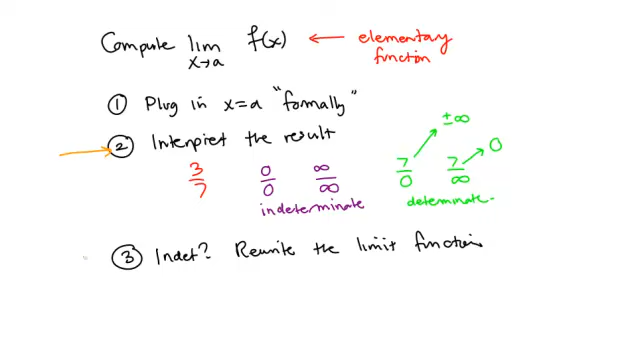 Compute lim x→a f(x) ← elementary function
① Plug in x=a "formally"
② Interpret the result
3/7 0/0 ∞/∞ 7/0 → ±∞ 7/∞ → 0
indeterminate determinate.
③ Indet? Rewrite the limit function